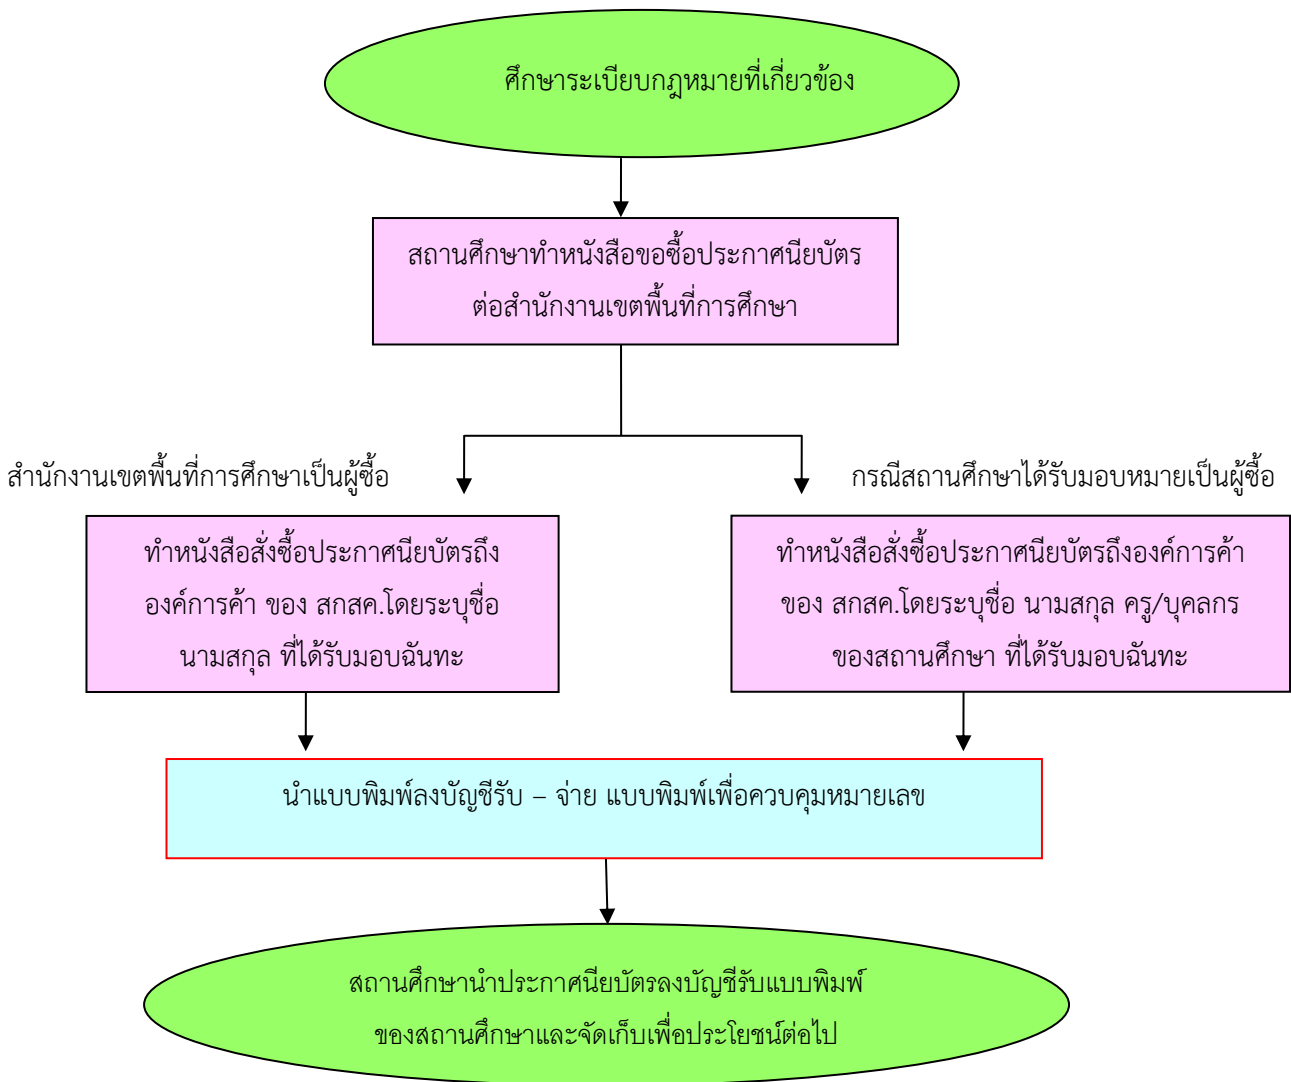 ศึกษาระเบียบกฎหมายที่เกี่ยวข้อง
สถานศึกษาทำหนังสือขอซื้อประกาศนียบัตร
ต่อสำนักงานเขตพื้นที่การศึกษา
สำนักงานเขตพื้นที่การศึกษาเป็นผู้ซื้อ
กรณีสถานศึกษาได้รับมอบหมายเป็นผู้ซื้อ
ทำหนังสือสั่งซื้อประกาศนียบัตรถึง
องค์การค้า ของ สกสค.โดยระบุชื่อ
นามสกุล ที่ได้รับมอบฉันทะ
ทำหนังสือสั่งซื้อประกาศนียบัตรถึงองค์การค้า
ของ สกสค.โดยระบุชื่อ นามสกุล ครู/บุคลกร
ของสถานศึกษา ที่ได้รับมอบฉันทะ
นำแบบพิมพ์ลงบัญชีรับ – จ่าย แบบพิมพ์เพื่อควบคุมหมายเลข
สถานศึกษานำประกาศนียบัตรลงบัญชีรับแบบพิมพ์
ของสถานศึกษาและจัดเก็บเพื่อประโยชน์ต่อไป